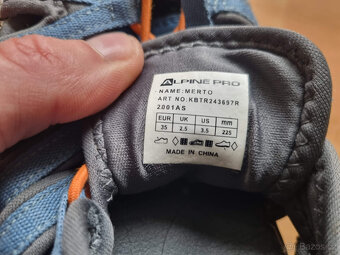 ALPINE PRO
NAME: MERTO
ART NO: KBTR243697R
2001AS
EUR UK US mm
35 2.5 3.5 225
MADE IN CHINA